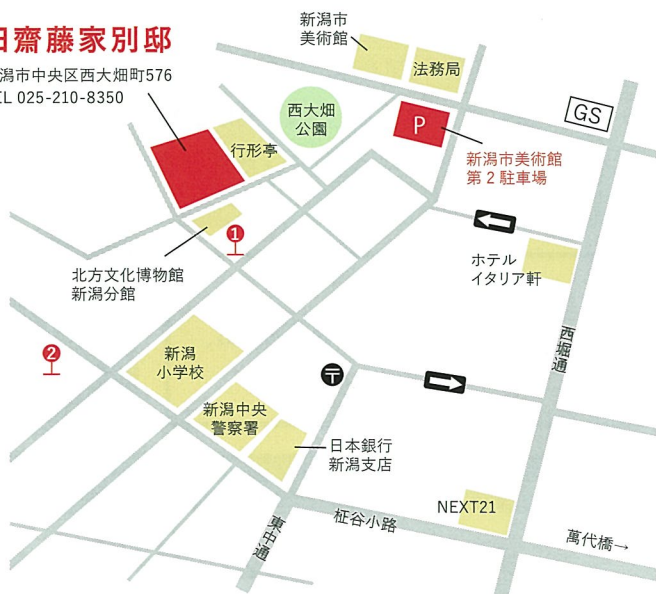 齋藤家別邸
潟市中央区西大畑町576
EL 025-210-8350
新潟市
美術館
法務局
西大畑
公園
P
GS
行形亭
新潟市美術館
第2駐車場
1
北方文化博物館
新潟分館
ホテル
イタリア軒
西堀通
2
新潟
小学校
〒
新潟中央
警察署
日本銀行
新潟支店
NEXT21
柾谷小路
東中通
萬代橋→